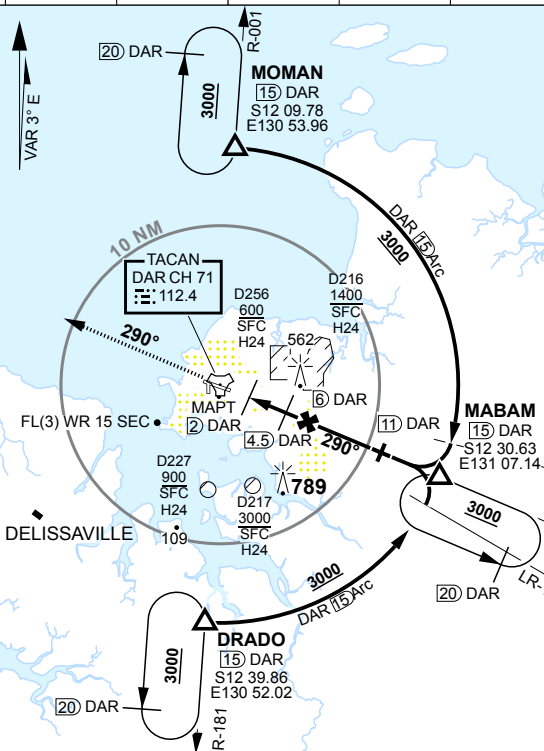 20 DAR
R-001
VAR 3° E
3000
MOMAN
15 DAR
S12 09.78
E130 53.96
DAR 15 Arc
3000
10 NM
TACAN
DAR CH 71
112.4
290°
D256
600
SFC
H24
D216
1400
SFC
H24
562
MAPT
2 DAR
6 DAR
4.5 DAR
290°
11 DAR
MABAM
15 DAR
S12 30.63
E131 07.14
FL(3) WR 15 SEC
D227
900
SFC
H24
D217
3000
SFC
H24
789
109
DELISSAVILLE
3000
20 DAR
LR-
3000
DAR 15 Arc
DRADO
15 DAR
S12 39.86
E130 52.02
3000
20 DAR
R-181